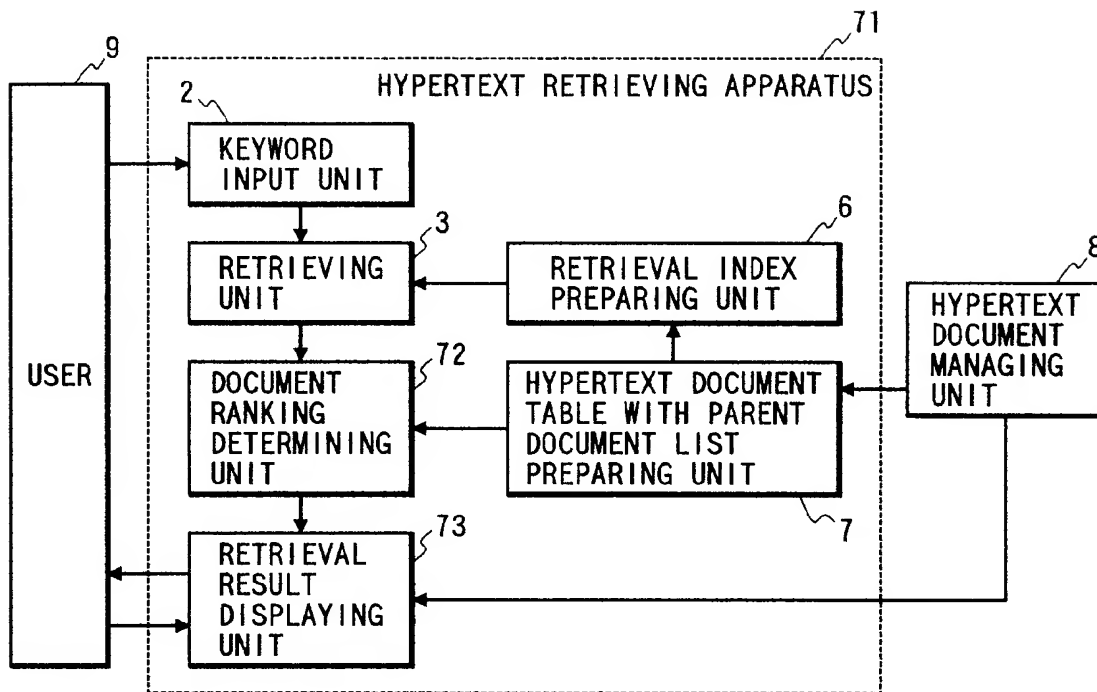 71
9
HYPERTEXT RETRIEVING APPARATUS
2
KEYWORD
INPUT UNIT
3
RETRIEVING
UNIT
6
RETRIEVAL INDEX
PREPARING UNIT
8
HYPERTEXT
DOCUMENT
MANAGING
UNIT
USER
72
DOCUMENT
RANKING
DETERMINING
UNIT
HYPERTEXT DOCUMENT
TABLE WITH PARENT
DOCUMENT LIST
PREPARING UNIT
7
73
RETRIEVAL
RESULT
DISPLAYING
UNIT